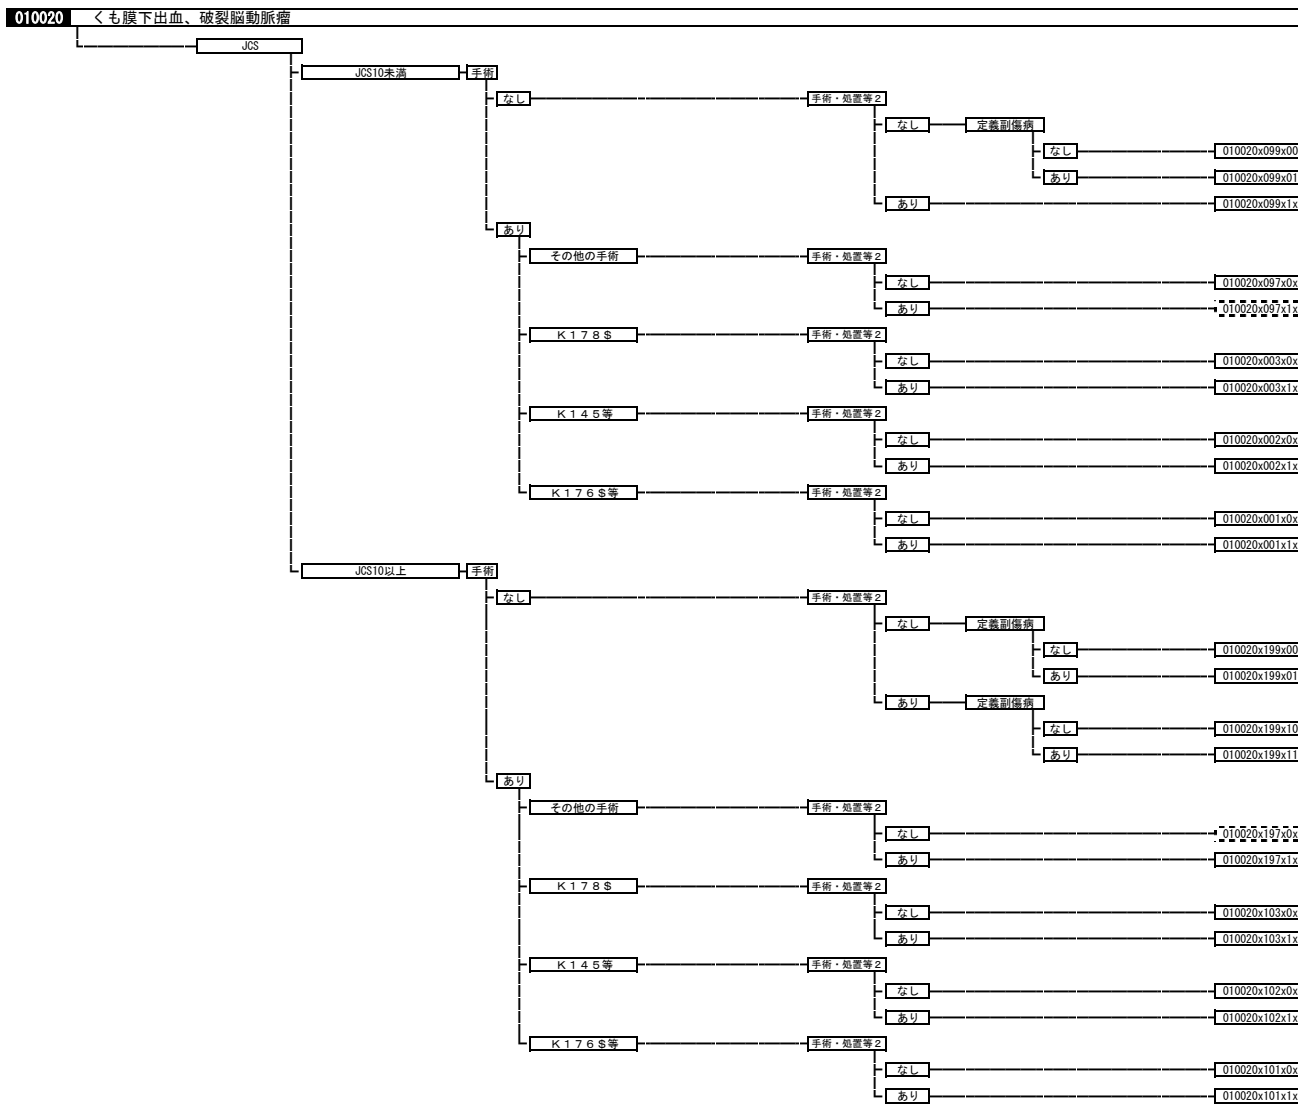 010020 くも膜下出血、破裂脳動脈瘤
JCS
JCS10未満 手術
なし 手術・処置等2
なし 定義副傷病
なし 010020x099x00
あり 010020x099x01
あり 010020x099x1x
あり
その他の手術 手術・処置等2
なし 010020x097x0x
あり 010020x097x1x
K178$ 手術・処置等2
なし 010020x003x0x
あり 010020x003x1x
K145等 手術・処置等2
なし 010020x002x0x
あり 010020x002x1x
K176$等 手術・処置等2
なし 010020x001x0x
あり 010020x001x1x
JCS10以上 手術
なし 手術・処置等2
なし 定義副傷病
なし 010020x199x00
あり 010020x199x01
あり 定義副傷病
なし 010020x199x10
あり 010020x199x11
あり
その他の手術 手術・処置等2
なし 010020x197x0x
あり 010020x197x1x
K178$ 手術・処置等2
なし 010020x103x0x
あり 010020x103x1x
K145等 手術・処置等2
なし 010020x102x0x
あり 010020x102x1x
K176$等 手術・処置等2
なし 010020x101x0x
あり 010020x101x1x